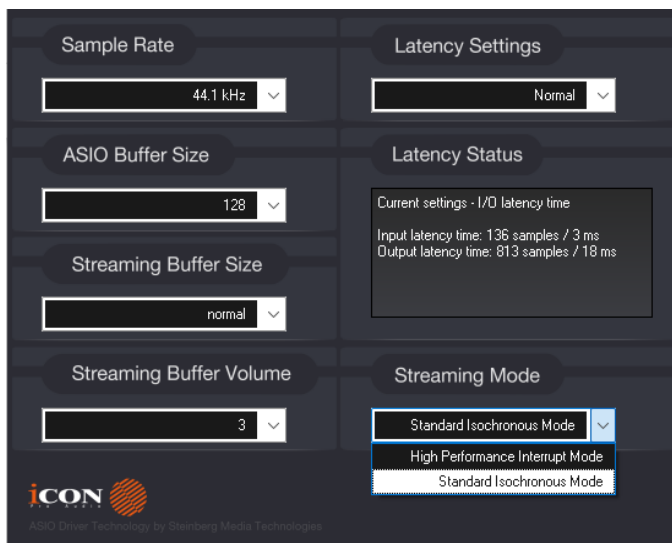 Sample Rate
44.1 kHz
Latency Settings
Normal
ASIO Buffer Size
128
Latency Status
Current settings - I/O latency time
Input latency time: 136 samples / 3 ms
Output latency time: 813 samples / 18 ms
Streaming Buffer Size
normal
Streaming Buffer Volume
3
Streaming Mode
Standard Isochronous Mode
High Performance Interrupt Mode
Standard Isochronous Mode
iCON
Pro Audio
ASIO Driver Technology by Steinberg Media Technologies